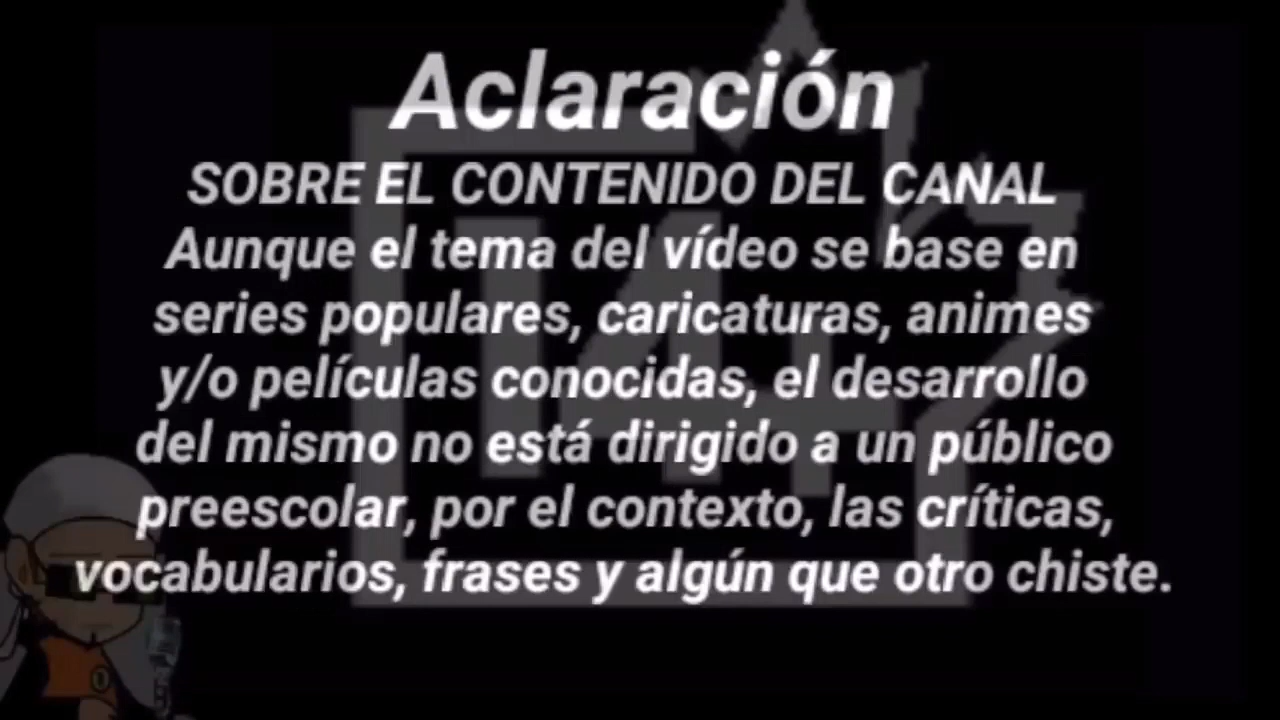 Aclaración
SOBRE EL CONTENIDO DEL CANAL
Aunque el tema del vídeo se base en
series populares, caricaturas, animes
y/o películas conocidas, el desarrollo
del mismo no está dirigido a un público
preescolar, por el contexto, las críticas,
vocabularios, frases y algún que otro chiste.
14